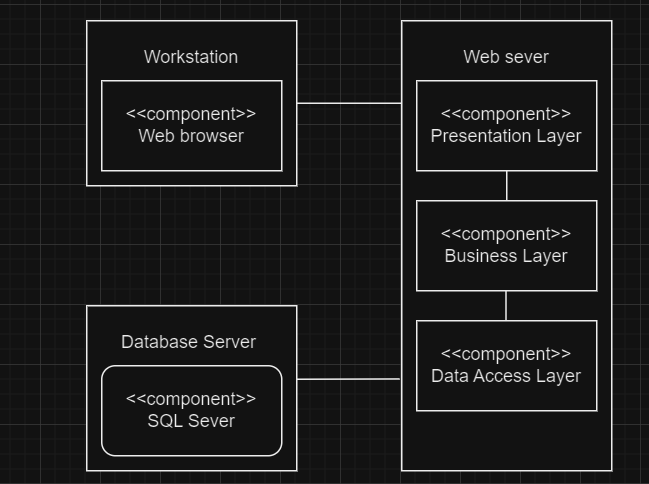 Workstation
<<component>>
Web browser
Web sever
<<component>>
Presentation Layer
<<component>>
Business Layer
<<component>>
Data Access Layer
Database Server
<<component>>
SQL Sever